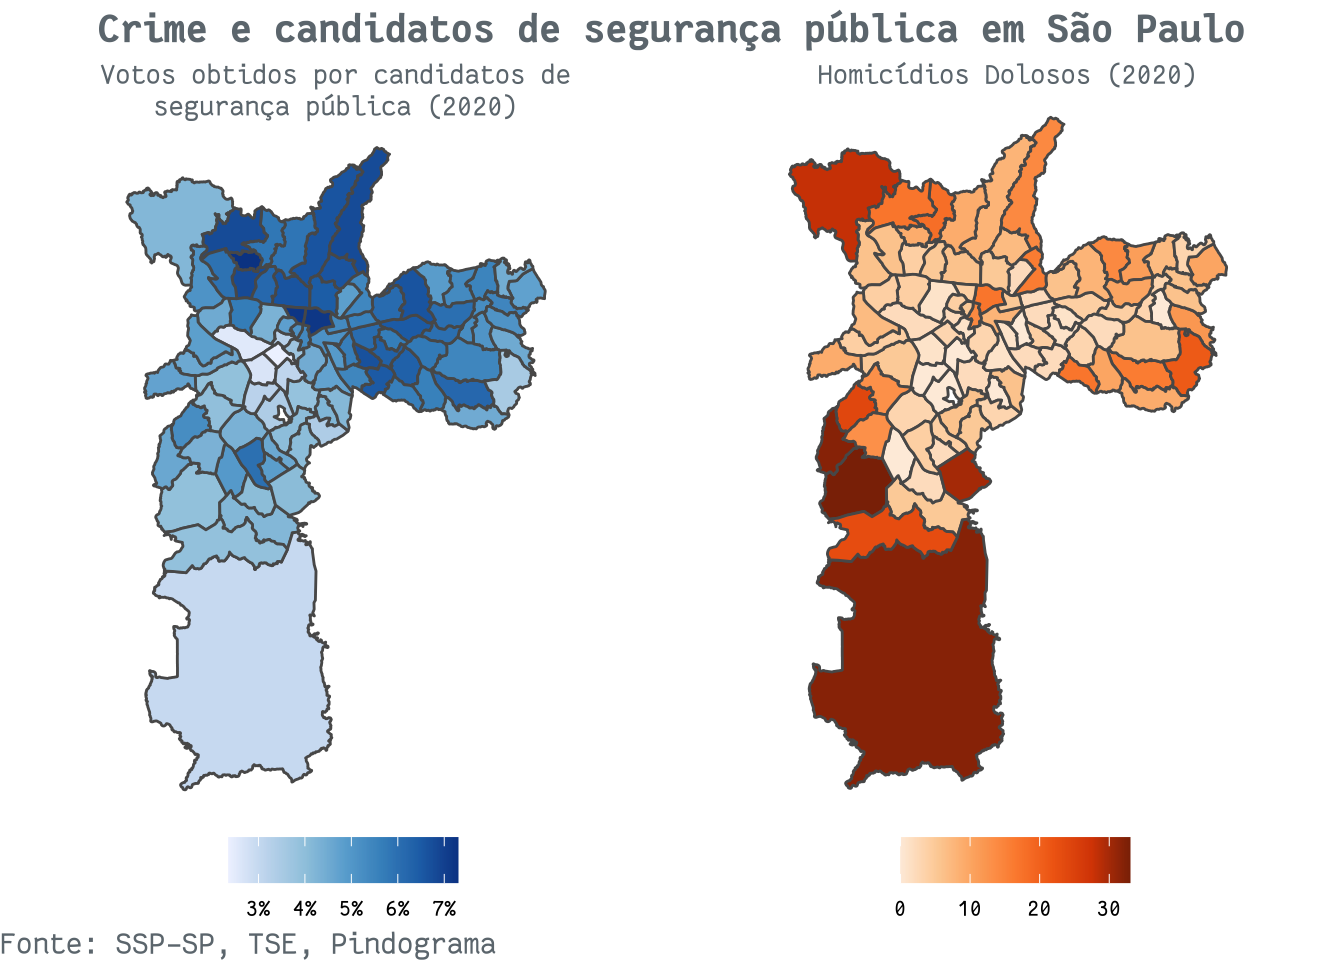 Crime e candidatos de segurança pública em São Paulo
Votos obtidos por candidatos de
segurança pública (2020)
Homicídios Dolosos (2020)
3% 4% 5% 6% 7%
0 10 20 30
Fonte: SSP-SP, TSE, Pindograma